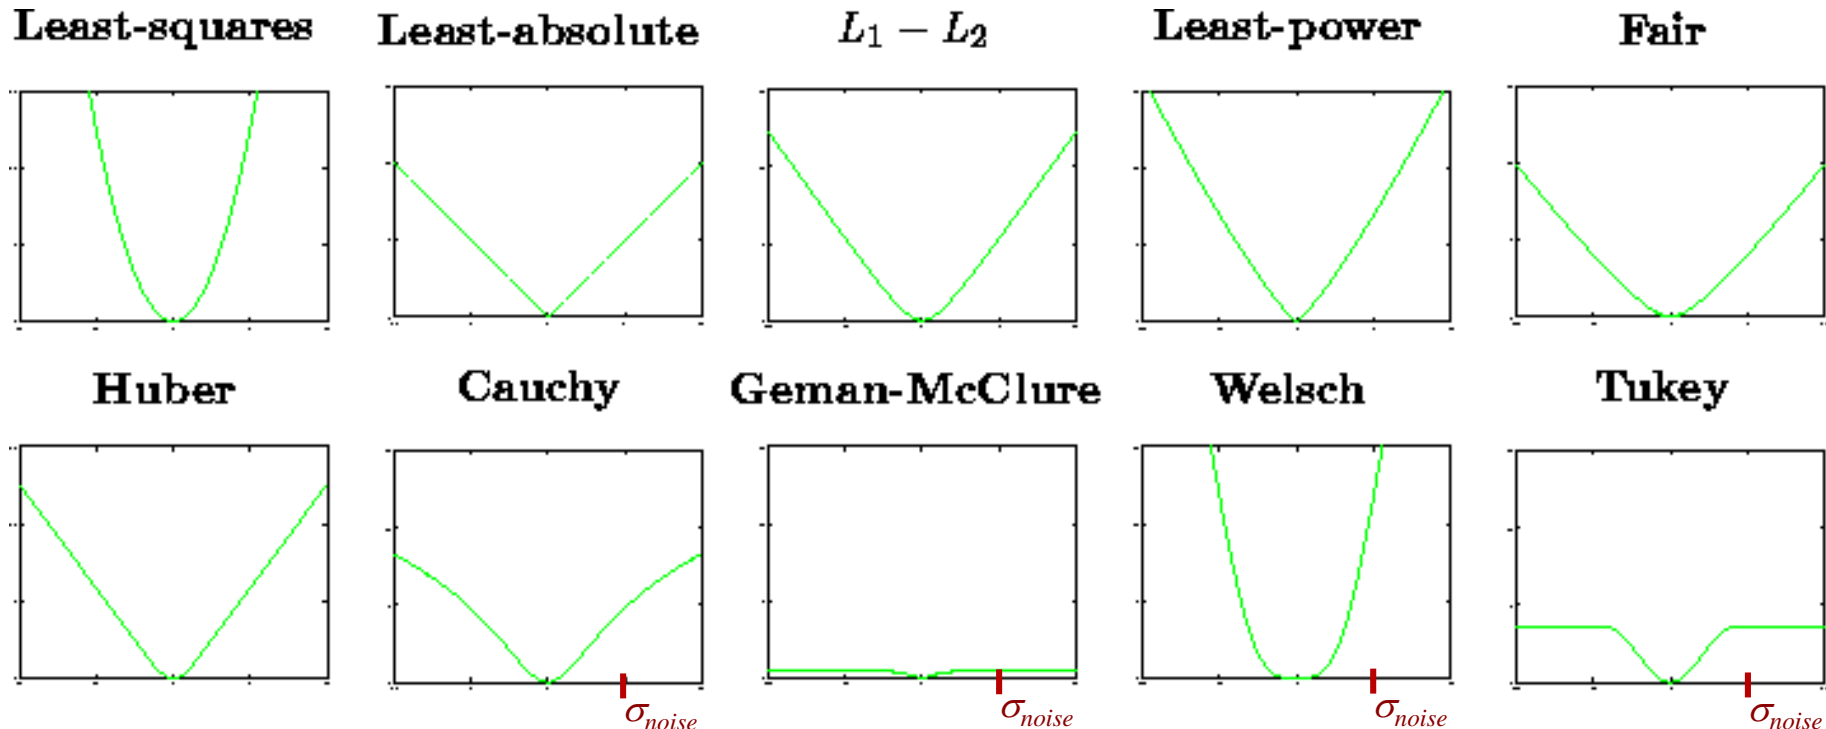 Least-squares
Least-absolute
L₁ − L₂
Least-power
Fair
Huber
Cauchy
Geman-McClure
Welsch
Tukey
σnoise
σnoise
σnoise
σnoise